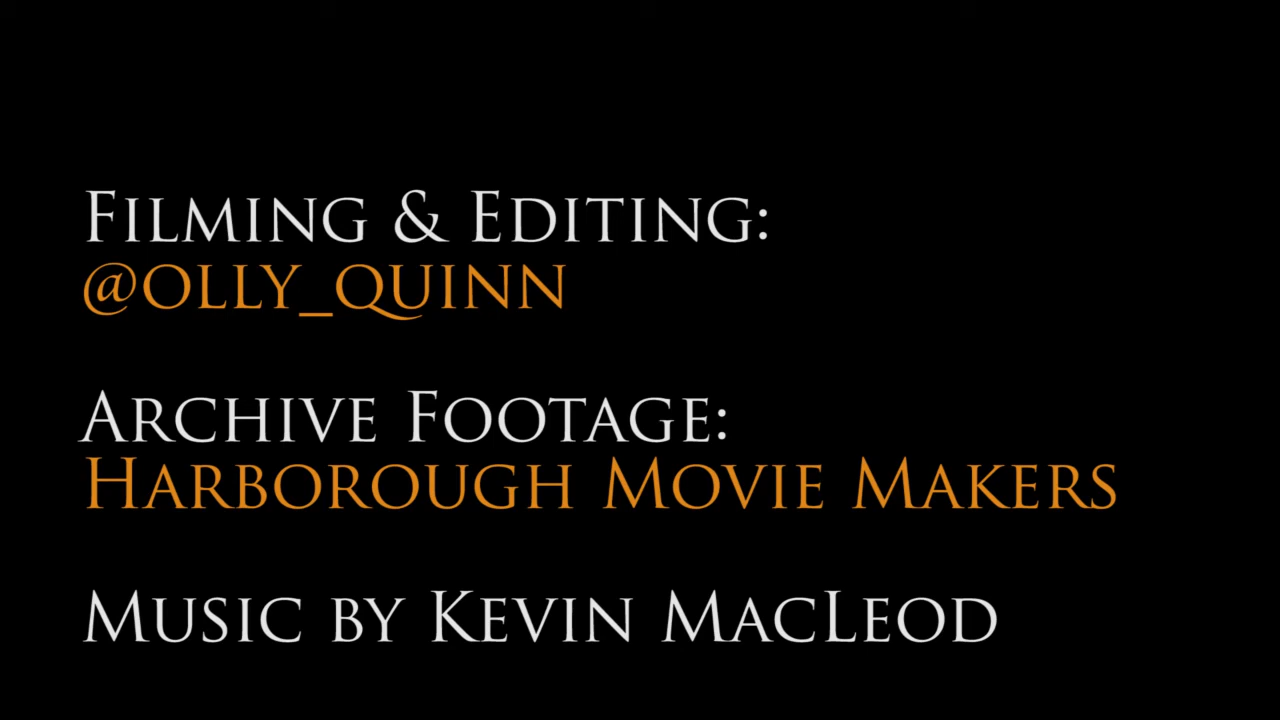 Filming & Editing:
@olly_quinn
Archive Footage:
Harborough Movie Makers
Music by Kevin MacLeod